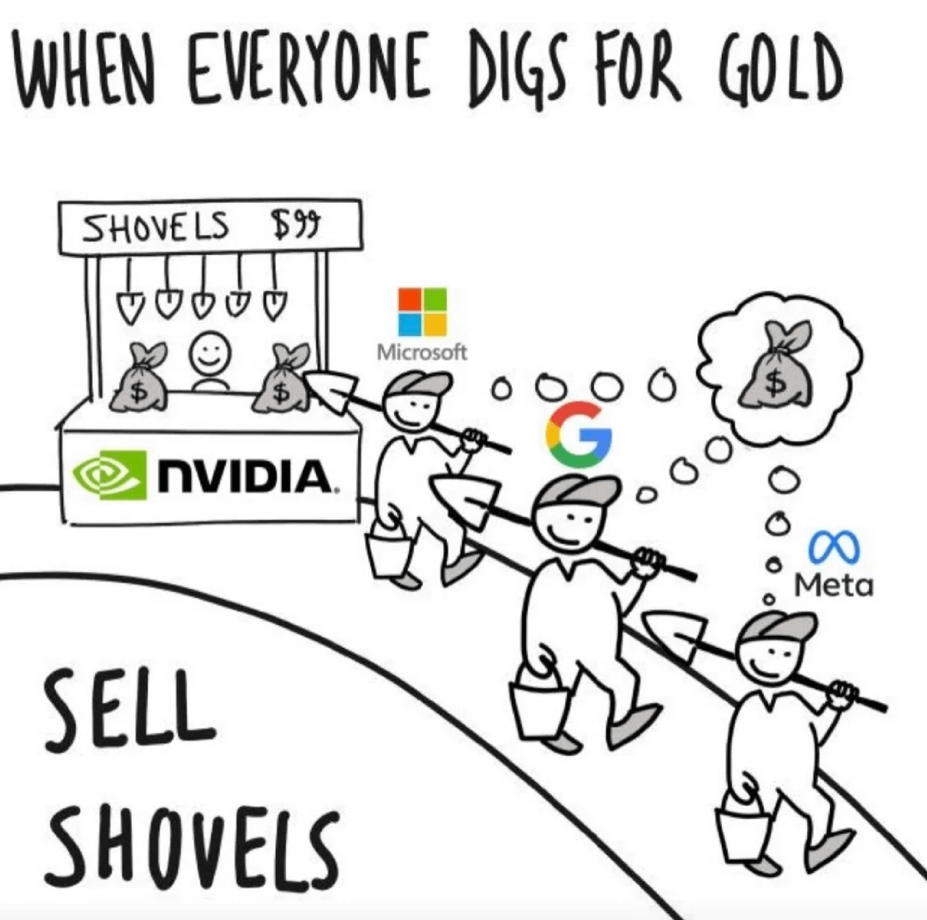 WHEN EVERYONE DIGS FOR GOLD
SHOVELS $99
Microsoft
$
$
$
G
NVIDIA.
Meta
SELL
SHOVELS